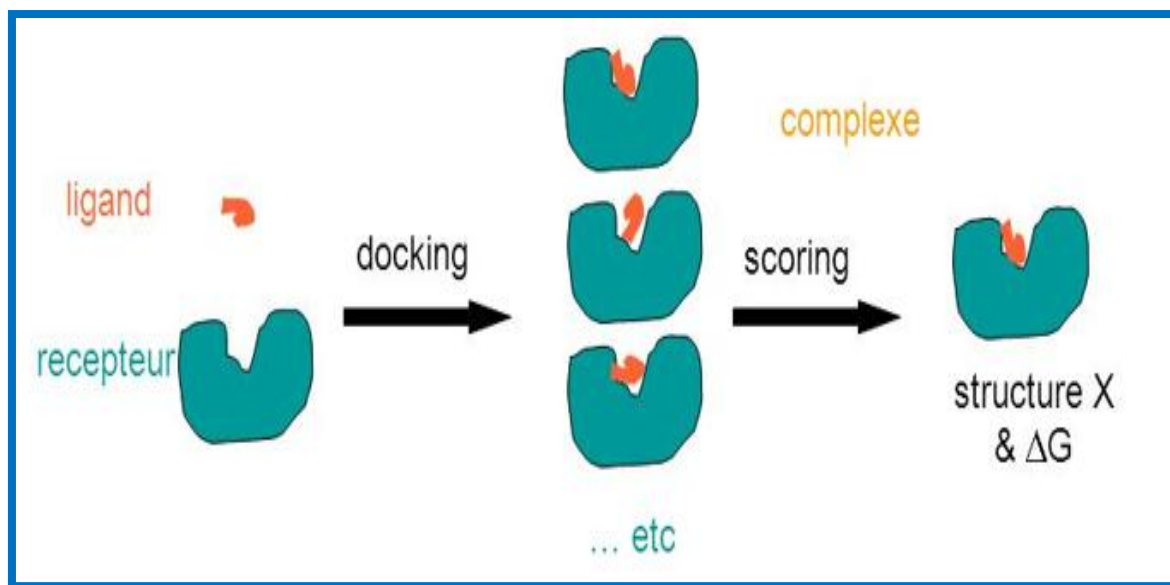 complexe
ligand
docking
scoring
recepteur
structure X
& ΔG
... etc